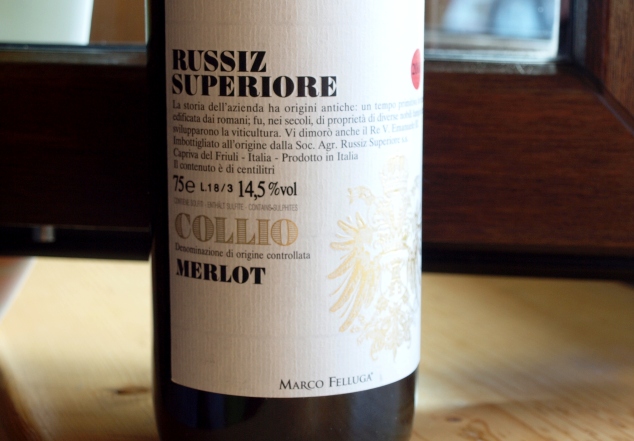 RUSSIZ
SUPERIORE
La storia dell'azienda ha origini antiche: un tempo
edificata dai romani; fu, nei secoli, di proprietà di diverse
svilupparono la viticultura. Vi dimorò anche il Re V. Emanuele
Imbottigliato all'origine dalla Soc. Agr. Russiz Superiore s.a.
Capriva del Friuli - Italia - Prodotto in Italia
Il contenuto è di centilitri
75e L18/3 14,5%vol
COLLIO
Denominazione di origine controllata
MERLOT
MARCO FELLUGA